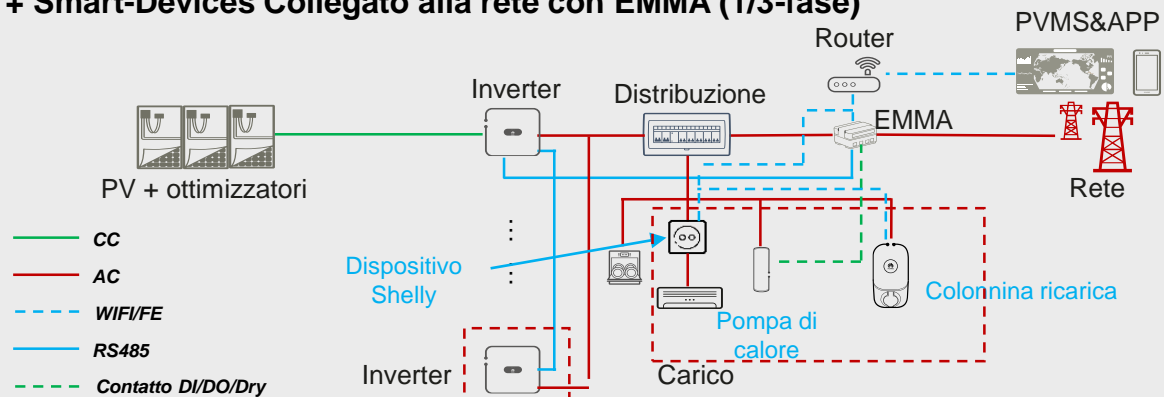 + Smart-Devices Collegato alla rete con EMMA (1/3-fase)
PVMS&APP
Router
Inverter
Distribuzione
EMMA
PV + ottimizzatori
Rete
CC
AC
WIFI/FE
RS485
Contatto DI/DO/Dry
Dispositivo
Shelly
Pompa di
calore
Colonnina ricarica
Inverter
Carico